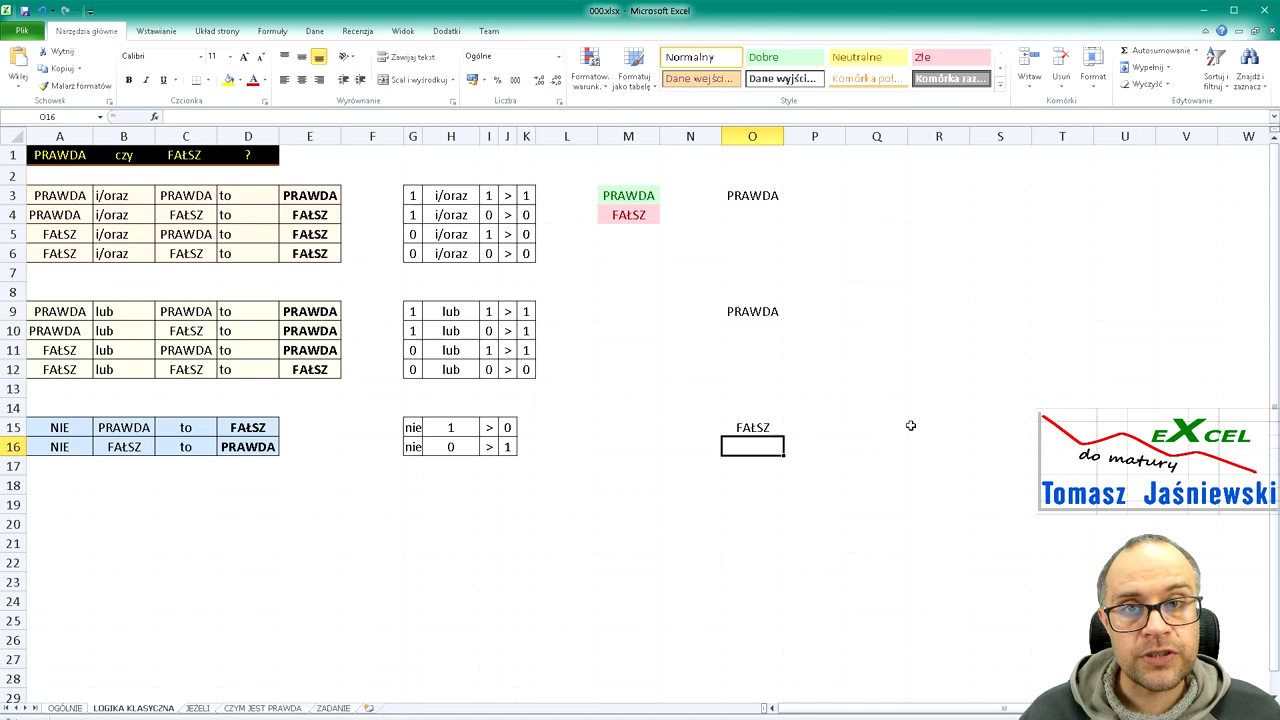 000.xlsx - Microsoft Excel
Plik Narzędzia główne Wstawianie Układ strony Formuły Dane Recenzja Widok Dodatki Team
Wklej Wytnij Kopiuj Malarz formatów Schowek
Calibri 11 B I U Czcionka
Zawijaj tekst Scal i wyśrodkuj Wyrównanie
Ogólne % 000 Liczba
Formatow. warunk. Formatuj jako tabelę
Normalny Dobre Neutralne Złe
Dane wejści... Dane wyjści... Komórka poł... Komórka raz... Style
Wstaw Usuń Format Komórki
Autosumowanie Wypełnij Wyczyść Sortuj i filtruj Znajdź i zaznacz Edytowanie
O16 fx
A B C D E F G H I J K L M N O P Q R S T U V W
1 PRAWDA czy FAŁSZ ?
2
3 PRAWDA i/oraz PRAWDA to PRAWDA 1 i/oraz 1 > 1 PRAWDA PRAWDA
4 PRAWDA i/oraz FAŁSZ to FAŁSZ 1 i/oraz 0 > 0 FAŁSZ
5 FAŁSZ i/oraz PRAWDA to FAŁSZ 0 i/oraz 1 > 0
6 FAŁSZ i/oraz FAŁSZ to FAŁSZ 0 i/oraz 0 > 0
7
8
9 PRAWDA lub PRAWDA to PRAWDA 1 lub 1 > 1 PRAWDA
10 PRAWDA lub FAŁSZ to PRAWDA 1 lub 0 > 1
11 FAŁSZ lub PRAWDA to PRAWDA 0 lub 1 > 1
12 FAŁSZ lub FAŁSZ to FAŁSZ 0 lub 0 > 0
13
14
15 NIE PRAWDA to FAŁSZ nie 1 > 0 FAŁSZ
16 NIE FAŁSZ to PRAWDA nie 0 > 1
17
18
19
20
21
22
23
24
25
26
27
28
29
EXCEL
do matury
Tomasz Jaśniewski
OGÓLNIE LOGIKA KLASYCZNA JEŻELI CZYM JEST PRAWDA ZADANIE